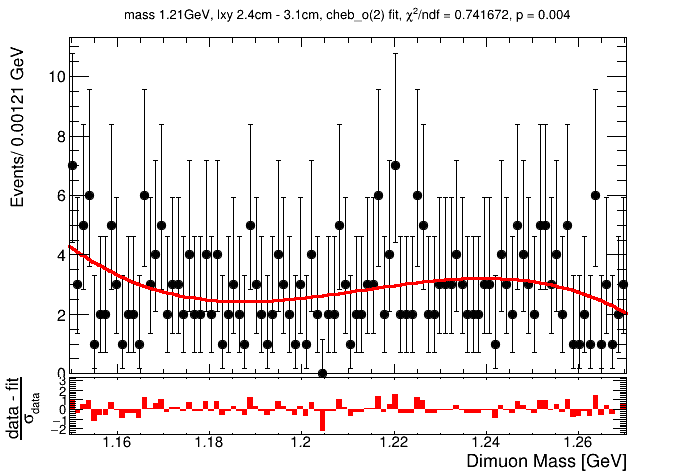 mass 1.21GeV, lxy 2.4cm - 3.1cm, cheb_o(2) fit, χ²/ndf = 0.741672, p = 0.004
Events/ 0.00121 GeV
10
8
6
4
2
0
data - fit
σdata
3
2
1
0
−1
−2
1.16 1.18 1.2 1.22 1.24 1.26
Dimuon Mass [GeV]